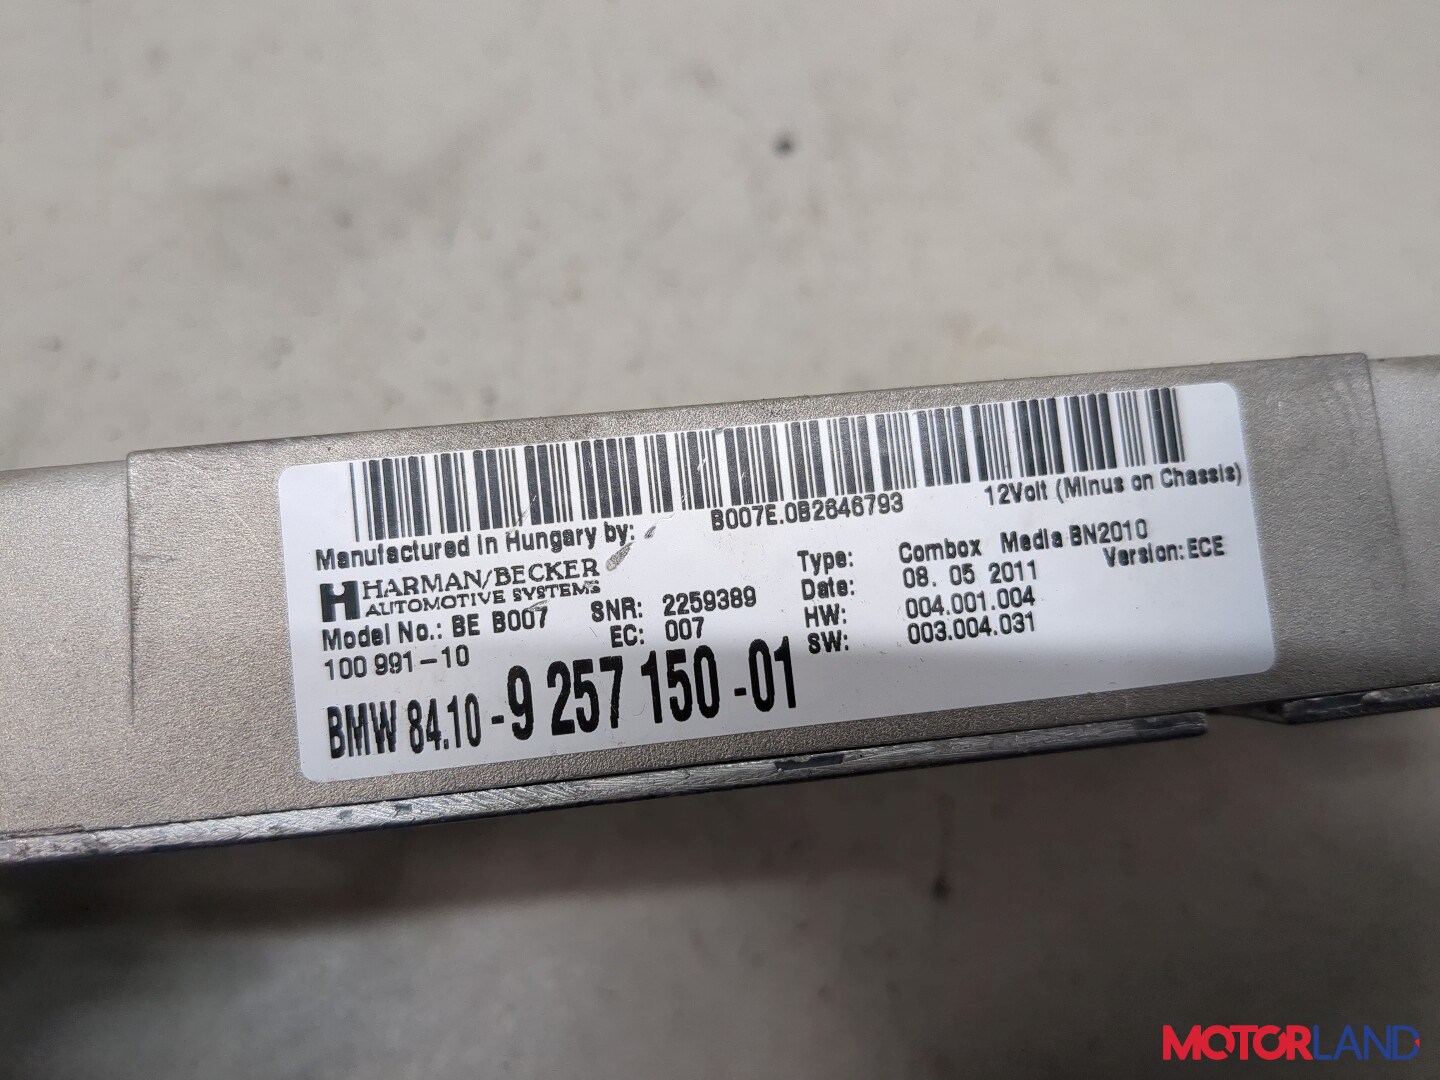 B007E.0B2646793
12Volt (Minus on Chassis)
Manufactured in Hungary by:
HARMAN/BECKER
AUTOMOTIVE SYSTEMS
Model No.: BE B007
100 991-10
SNR: 2259389
EC: 007
Type: Combox Media BN2010
Date: 08. 05 2011
Version: ECE
HW: 004.001.004
SW: 003.004.031
BMW 84.10-9 257 150-01
MOTORLAND